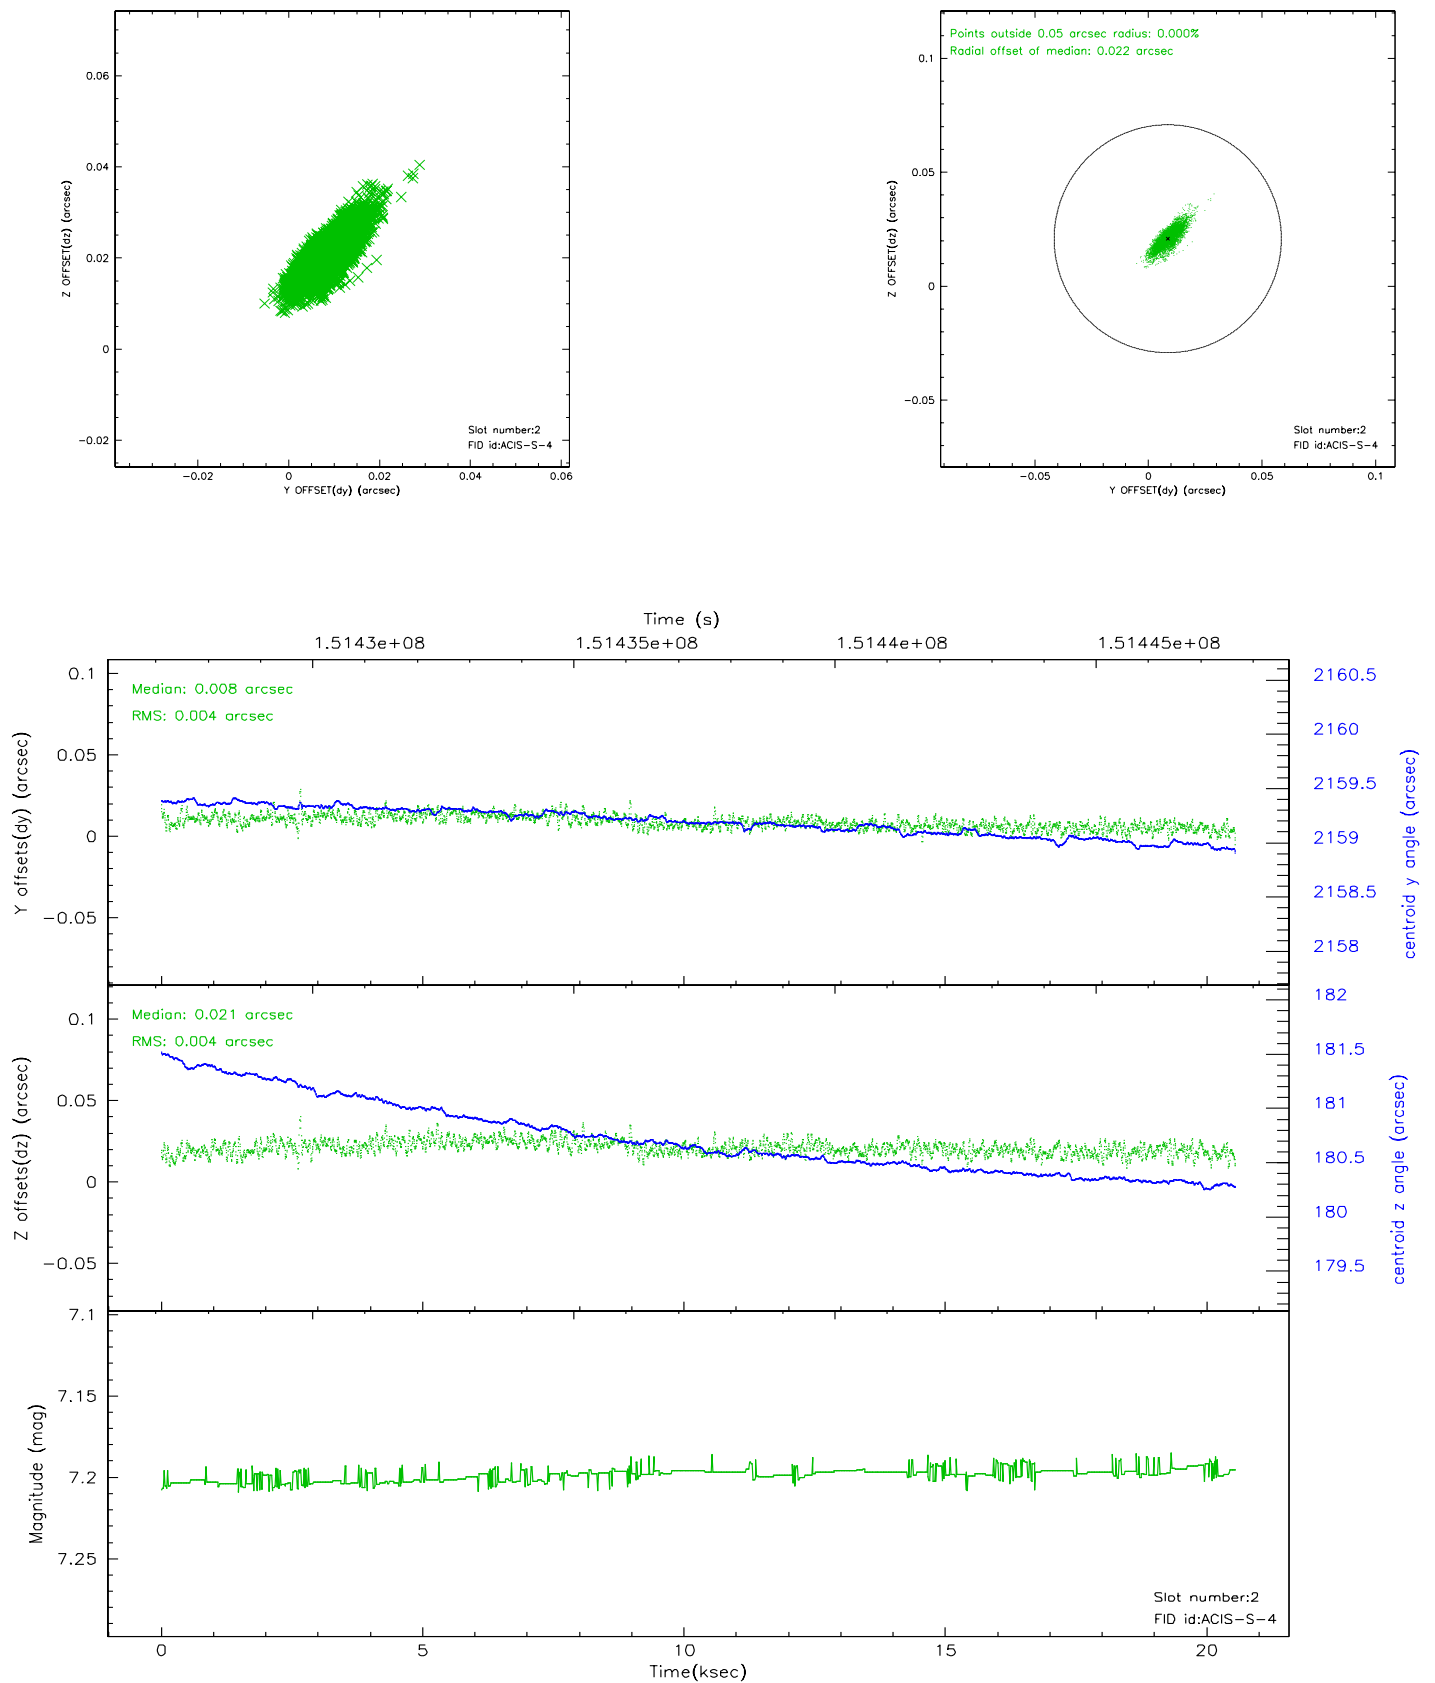 0.06
0.04
0.02
0
-0.02
Z OFFSET(dz) (arcsec)
Slot number:2
FID id:ACIS-S-4
-0.02 0 0.02 0.04 0.06
Y OFFSET(dy) (arcsec)
Points outside 0.05 arcsec radius: 0.000%
Radial offset of median: 0.022 arcsec
0.1
0.05
0
-0.05
Z OFFSET(dz) (arcsec)
Slot number:2
FID id:ACIS-S-4
-0.05 0 0.05 0.1
Y OFFSET(dy) (arcsec)
Time (s)
1.5143e+08 1.51435e+08 1.5144e+08 1.51445e+08
Median: 0.008 arcsec
RMS: 0.004 arcsec
0.1
0.05
0
-0.05
Y offsets(dy) (arcsec)
2160.5
2160
2159.5
2159
2158.5
2158
centroid y angle (arcsec)
Median: 0.021 arcsec
RMS: 0.004 arcsec
0.1
0.05
0
-0.05
Z offsets(dz) (arcsec)
182
181.5
181
180.5
180
179.5
centroid z angle (arcsec)
7.1
7.15
7.2
7.25
Magnitude (mag)
Slot number:2
FID id:ACIS-S-4
0 5 10 15 20
Time(ksec)